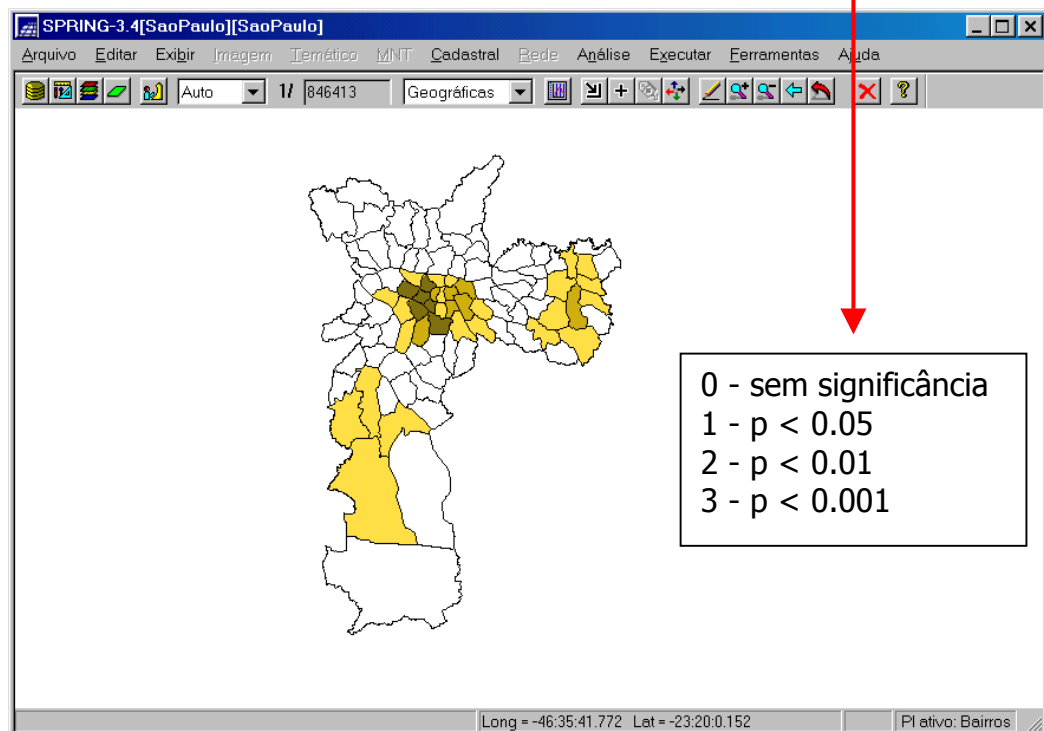 SPRING-3.4[SaoPaulo][SaoPaulo]
Arquivo Editar Exibir Imagem Temático MNT Cadastral Rede Análise Executar Ferramentas Ajuda
Auto 1/ 846413 Geográficas
0 - sem significância
1 - p < 0.05
2 - p < 0.01
3 - p < 0.001
Long = -46:35:41.772 Lat = -23:20:0.152 PI ativo: Bairros